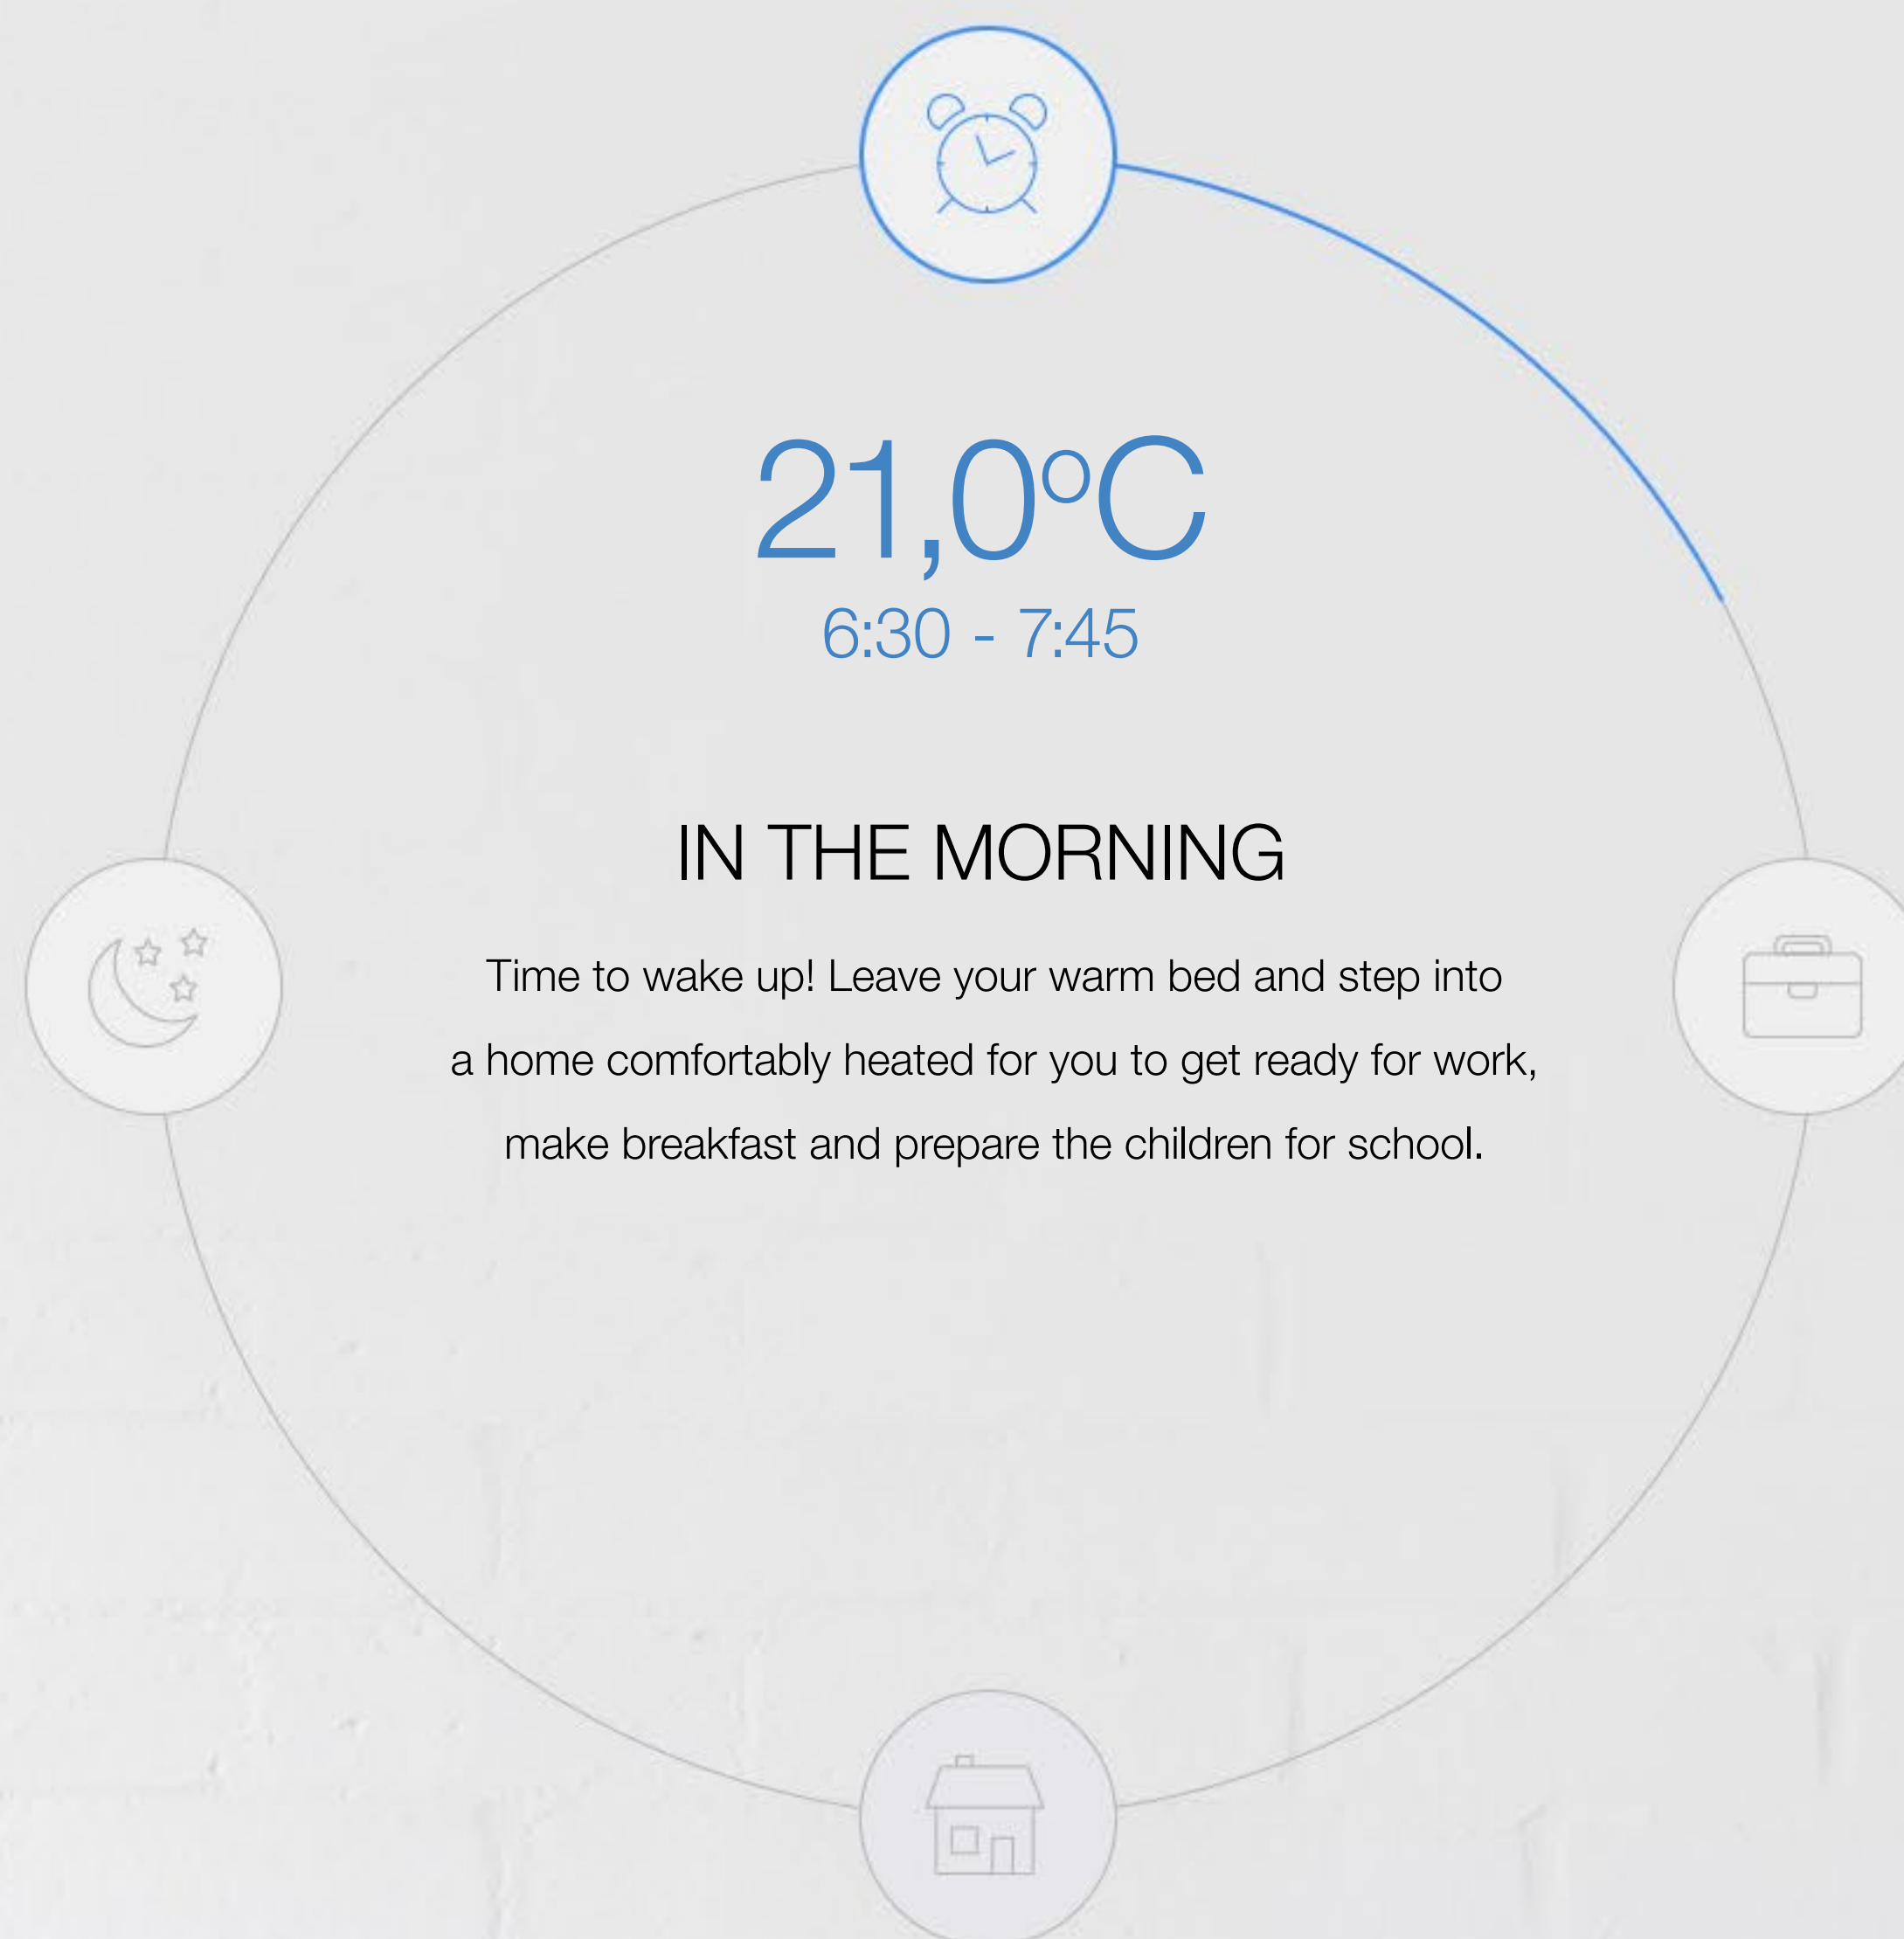 21,0ºC
6:30 - 7:45
IN THE MORNING
Time to wake up! Leave your warm bed and step into
a home comfortably heated for you to get ready for work,
make breakfast and prepare the children for school.